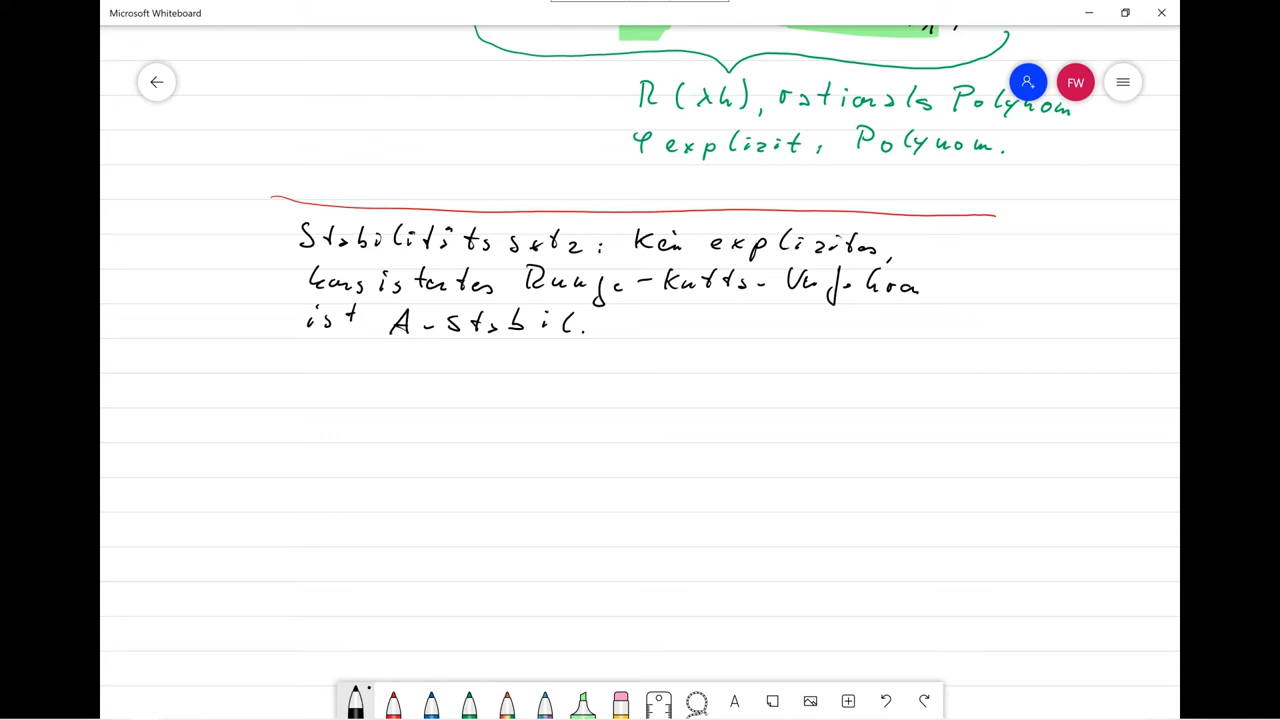 Microsoft Whiteboard
FW
R(λh), rationales Polynom
φ explizit: Polynom.
Stabilitätssatz: Kein explizites,
konsistentes Runge-Kutta-Verfahren
ist A-stabil.
A